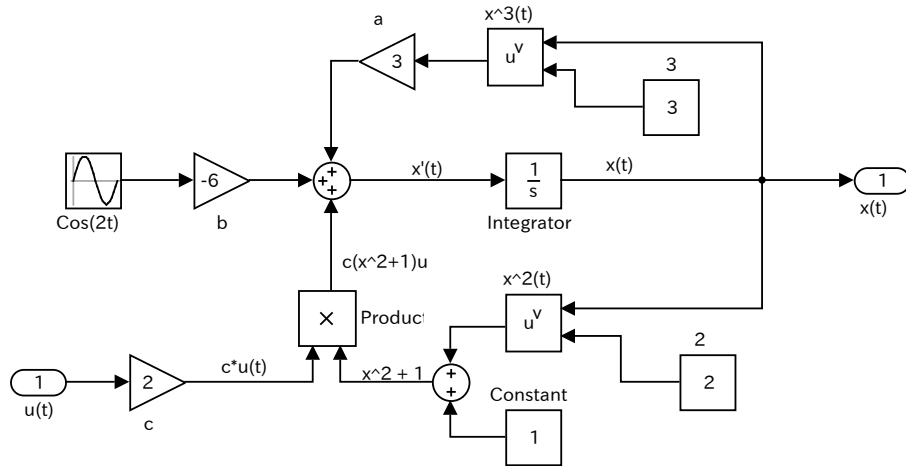 a
x^3(t)
3
u^v
3
3
+
+
+
x'(t)
1
s
x(t)
1
x(t)
-6
Cos(2t)
b
Integrator
c(x^2+1)u
x^2(t)
×
Product
u^v
2
2
1
2
c*u(t)
x^2 + 1
+
+
u(t)
c
Constant
1